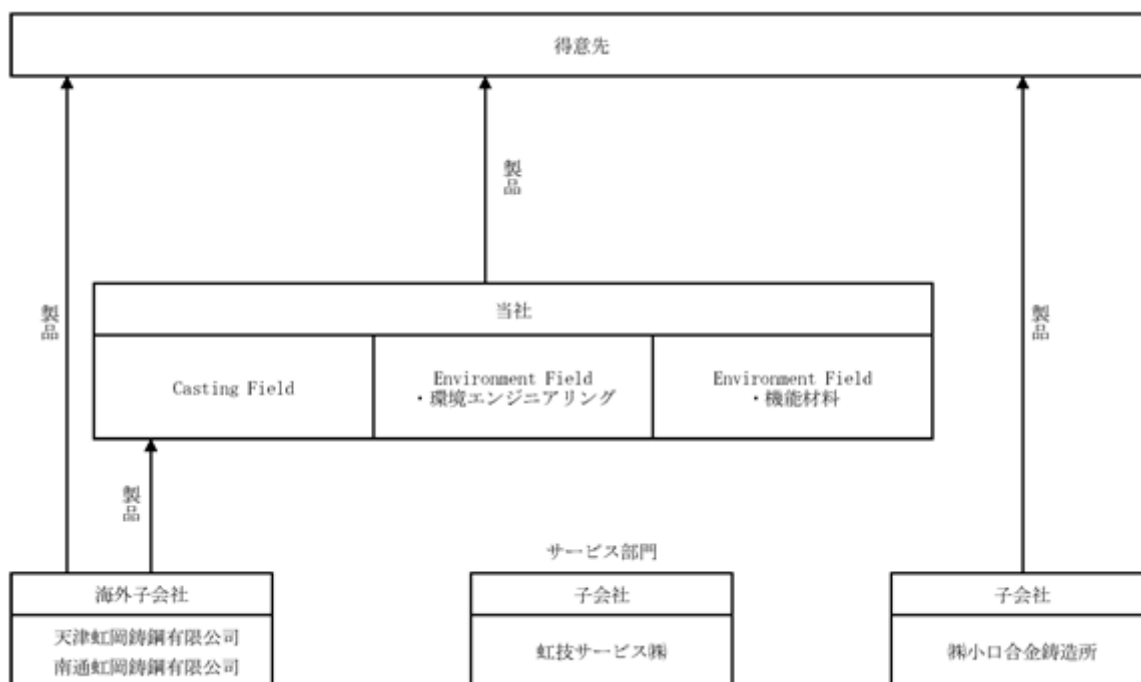 得意先
製品
当社
製品
製品
Casting Field
Environment Field
・環境エンジニアリング
Environment Field
・機能材料
製品
サービス部門
海外子会社
天津虹岡鋳鋼有限公司
南通虹岡鋳鋼有限公司
子会社
虹技サービス㈱
子会社
㈱小口合金鋳造所